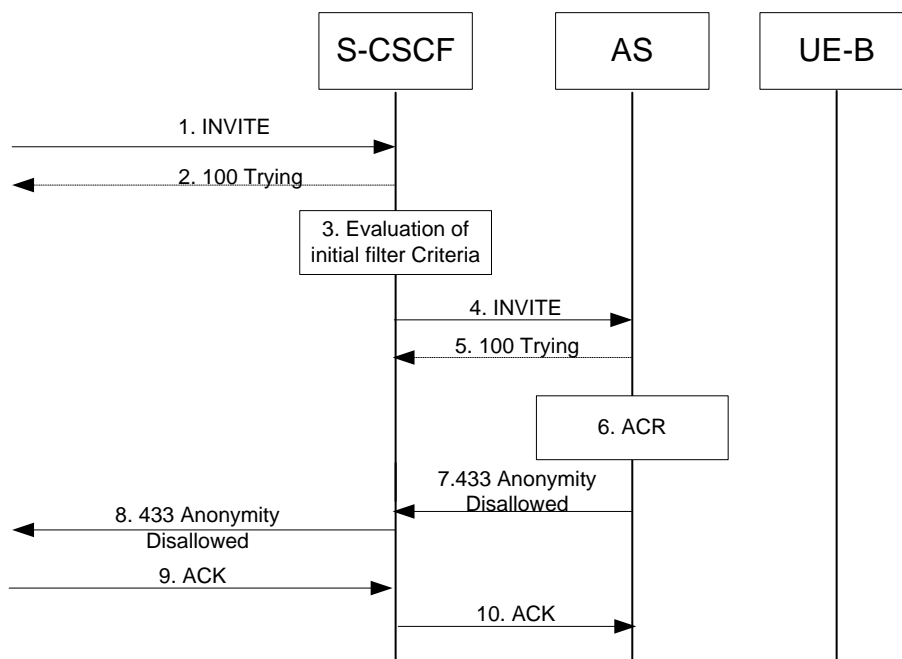 S-CSCF
AS
UE-B
1. INVITE
2. 100 Trying
3. Evaluation of
initial filter Criteria
4. INVITE
5. 100 Trying
6. ACR
7.433 Anonymity
Disallowed
8. 433 Anonymity
Disallowed
9. ACK
10. ACK